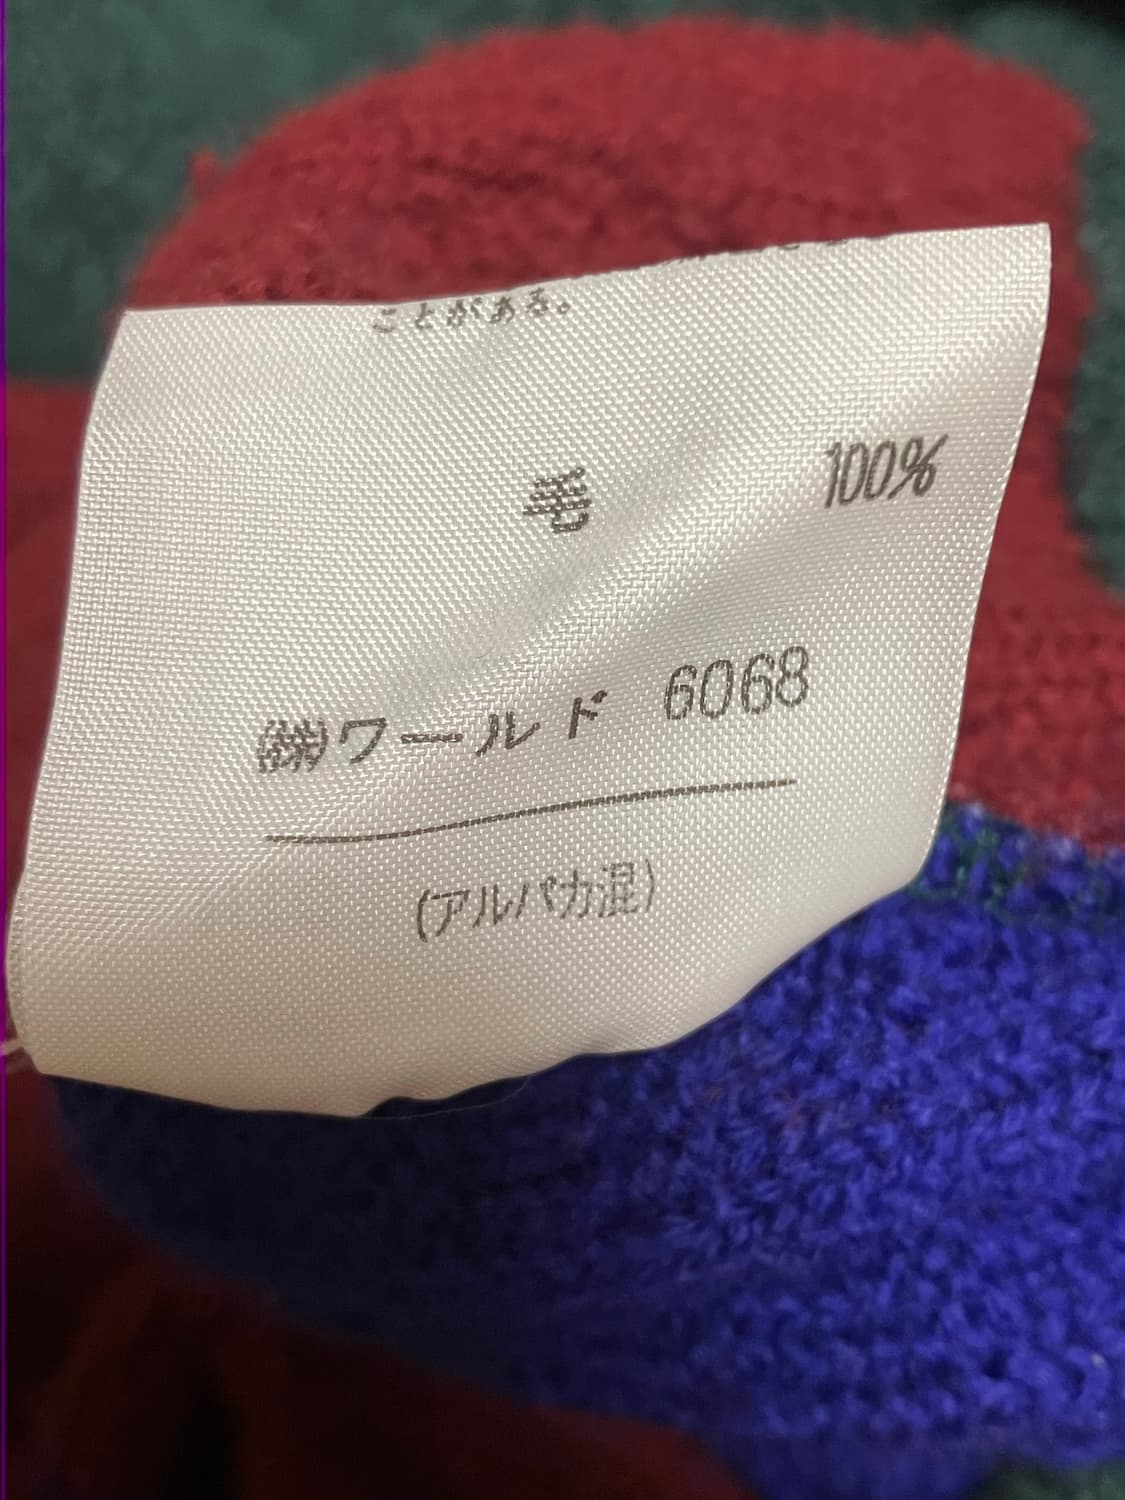 ことがある。
毛 100%
㈱ワールド 6068
(アルパカ混)